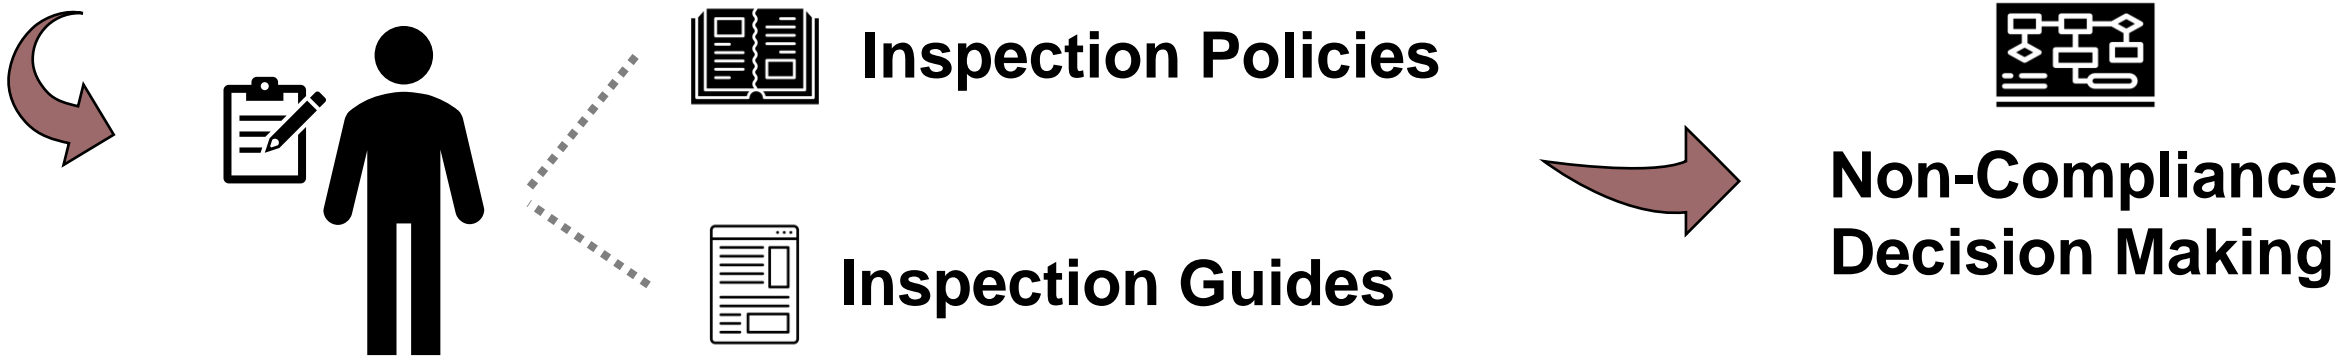 Inspection Policies
Inspection Guides
Non-Compliance
Decision Making